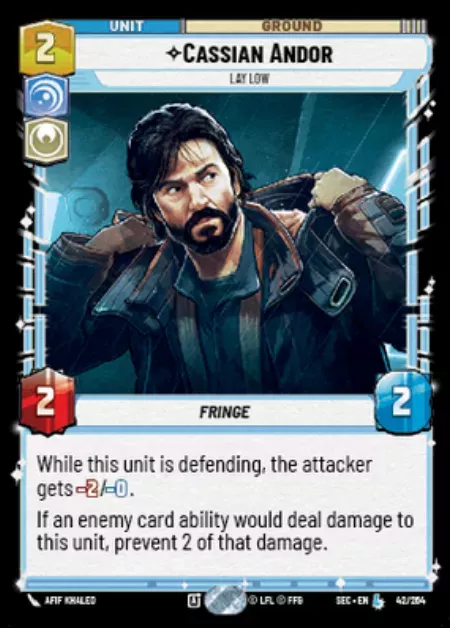 UNIT GROUND
2
CASSIAN ANDOR
LAY LOW
2
FRINGE
2
While this unit is defending, the attacker
gets -2/-0.
If an enemy card ability would deal damage to
this unit, prevent 2 of that damage.
AFIF KHALED A © LFL © FFG SEC • EN L 42/264